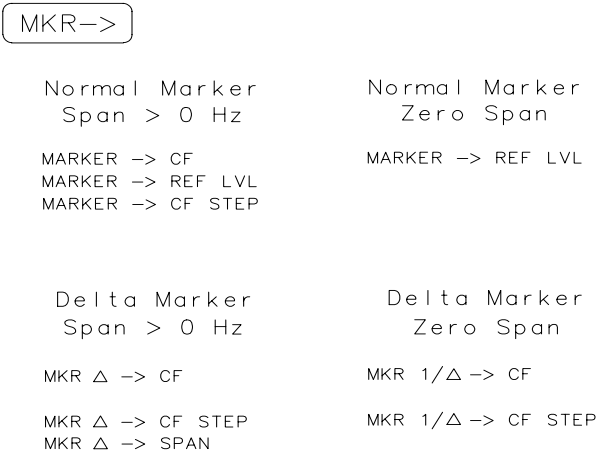 MKR–>
Normal Marker
Span > 0 Hz
MARKER –> CF
MARKER –> REF LVL
MARKER –> CF STEP
Normal Marker
Zero Span
MARKER –> REF LVL
Delta Marker
Span > 0 Hz
MKR △ –> CF
MKR △ –> CF STEP
MKR △ –> SPAN
Delta Marker
Zero Span
MKR 1/△ –> CF
MKR 1/△ –> CF STEP